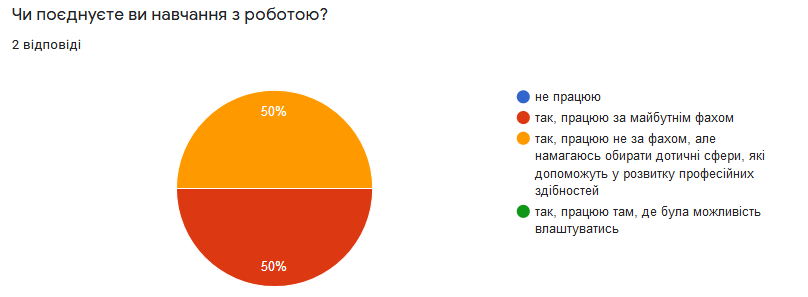 Чи поєднуєте ви навчання з роботою?
2 відповіді
50%
50%
не працюю
так, працюю за майбутнім фахом
так, працюю не за фахом, але
намагаюсь обирати дотичні сфери, які
допоможуть у розвитку професійних
здібностей
так, працюю там, де була можливість
влаштуватись